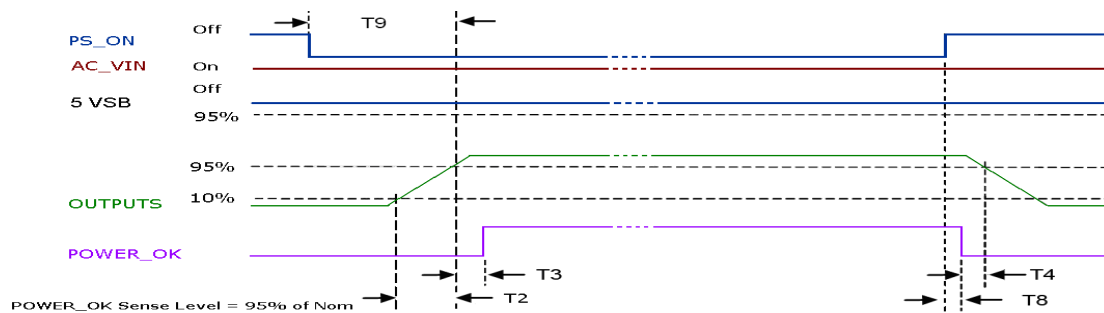 Off
T9
PS_ON
AC_VIN
On
Off
5 VSB
95%
95%
10%
OUTPUTS
POWER_OK
T3
T4
T2
T8
POWER_OK Sense Level = 95% of Nom